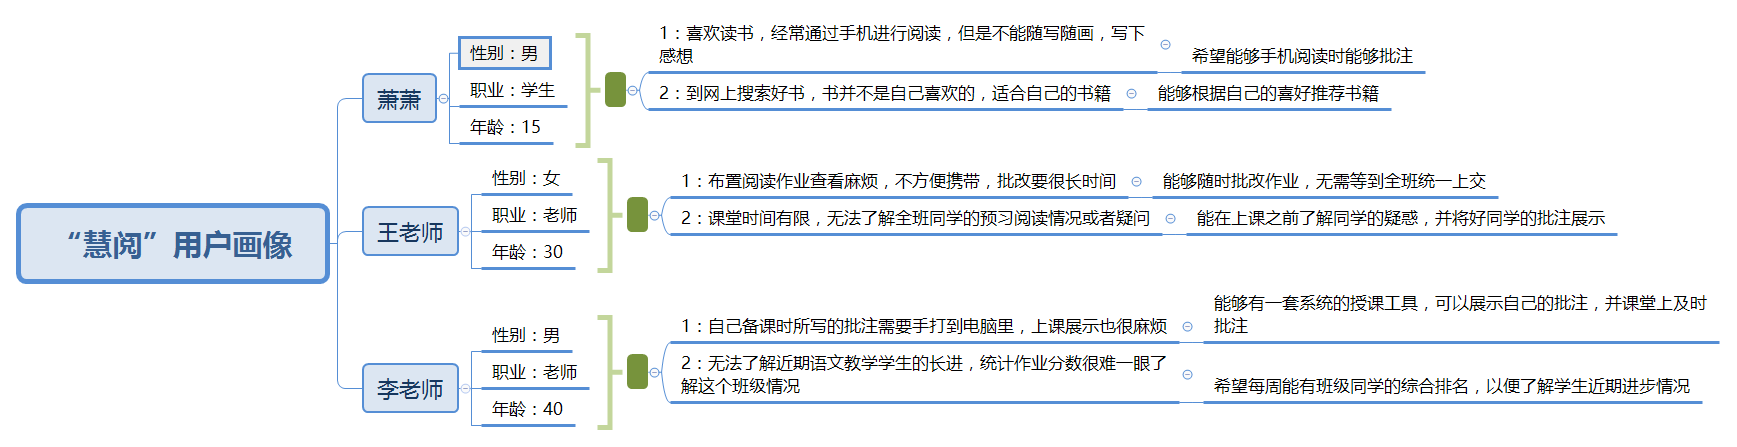 “慧阅”用户画像
萧萧
性别：男
职业：学生
年龄：15
1：喜欢读书，经常通过手机进行阅读，但是不能随写随画，写下
感想
希望能够手机阅读时能够批注
2：到网上搜索好书，书并不是自己喜欢的，适合自己的书籍
能够根据自己的喜好推荐书籍
王老师
性别：女
职业：老师
年龄：30
1：布置阅读作业查看麻烦，不方便携带，批改要很长时间
能够随时批改作业，无需等到全班统一上交
2：课堂时间有限，无法了解全班同学的预习阅读情况或者疑问
能在上课之前了解同学的疑惑，并将好同学的批注展示
李老师
性别：男
职业：老师
年龄：40
1：自己备课时所写的批注需要手打到电脑里，上课展示也很麻烦
能够有一套系统的授课工具，可以展示自己的批注，并课堂上及时
批注
2：无法了解近期语文教学学生的长进，统计作业分数很难一眼了
解这个班级情况
希望每周能有班级同学的综合排名，以便了解学生近期进步情况